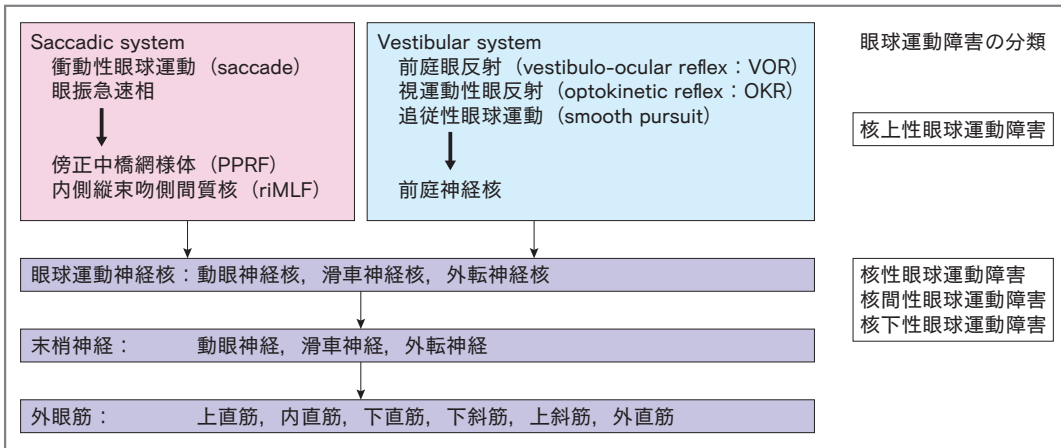 Saccadic system
衝動性眼球運動（saccade）
眼振急速相
傍正中橋網様体（PPRF）
内側縦束吻側間質核（riMLF）
Vestibular system
前庭眼反射（vestibulo-ocular reflex：VOR）
視運動性眼反射（optokinetic reflex：OKR）
追従性眼球運動（smooth pursuit）
前庭神経核
眼球運動障害の分類
核上性眼球運動障害
眼球運動神経核：動眼神経核，滑車神経核，外転神経核
核性眼球運動障害
核間性眼球運動障害
核下性眼球運動障害
末梢神経：　動眼神経，滑車神経，外転神経
外眼筋：　上直筋，内直筋，下直筋，下斜筋，上斜筋，外直筋